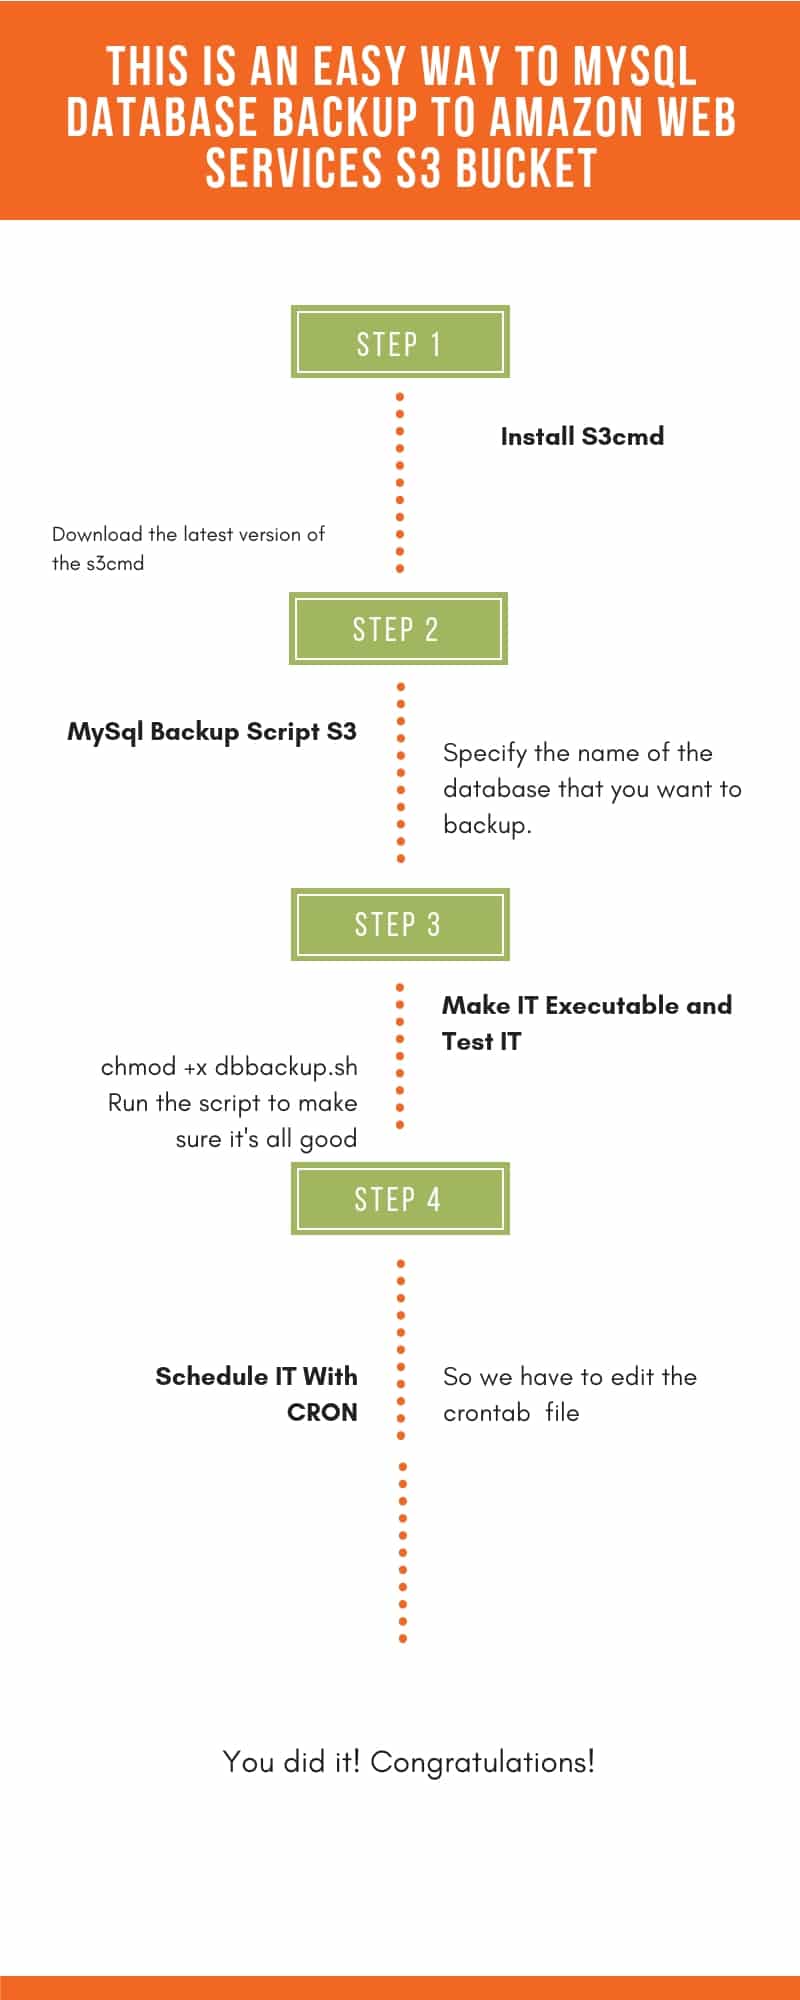 THIS IS AN EASY WAY TO MYSQL
DATABASE BACKUP TO AMAZON WEB
SERVICES S3 BUCKET
STEP 1
Install S3cmd
Download the latest version of
the s3cmd
STEP 2
MySql Backup Script S3
Specify the name of the
database that you want to
backup.
STEP 3
Make IT Executable and
Test IT
chmod +x dbbackup.sh
Run the script to make
sure it's all good
STEP 4
Schedule IT With
CRON
So we have to edit the
crontab file
You did it! Congratulations!